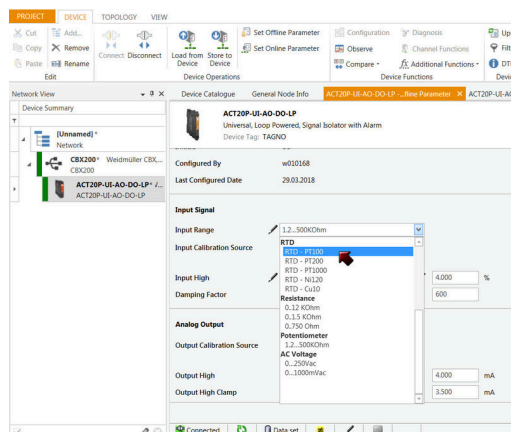 PROJECT DEVICE TOPOLOGY VIEW
Cut Add...
Copy Remove
Paste Rename
Connect Disconnect
Load from Device Store to Device
Set Offline Parameter
Set Online Parameter
Configuration Diagnosis
Observe Channel Functions
Compare Additional Functions
Up
Filt
DT
Edit Device Operations Device Functions Devic
Network View
Device Summary
[Unnamed] *
Network
CBX200* Weidmüller CBX,...
CBX200
ACT20P-UI-AO-DO-LP* /...
ACT20P-UI-AO-DO-LP
Device Catalogue General Node Info ACT20P-UI-AO-DO-LP -...fline Parameter ACT20P-UI-AO
ACT20P-UI-AO-DO-LP
Universal, Loop Powered, Signal Isolator with Alarm
Device Tag: TAGNO
Configured By w010168
Last Configured Date 29.03.2018
Input Signal
Input Range 1.2...500KOhm
Input Calibration Source
Input High 4.000 %
Damping Factor 600
RTD
RTD - PT100
RTD - PT200
RTD - PT1000
RTD - Ni120
RTD - Cu10
Resistance
0..12 KOhm
0..1.5 KOhm
0..750 Ohm
Potentiometer
1.2...500KOhm
AC Voltage
0...250Vac
0...1000mVac
Analog Output
Output Calibration Source
Output High 4.000 mA
Output High Clamp 3.500 mA
Connected Data set